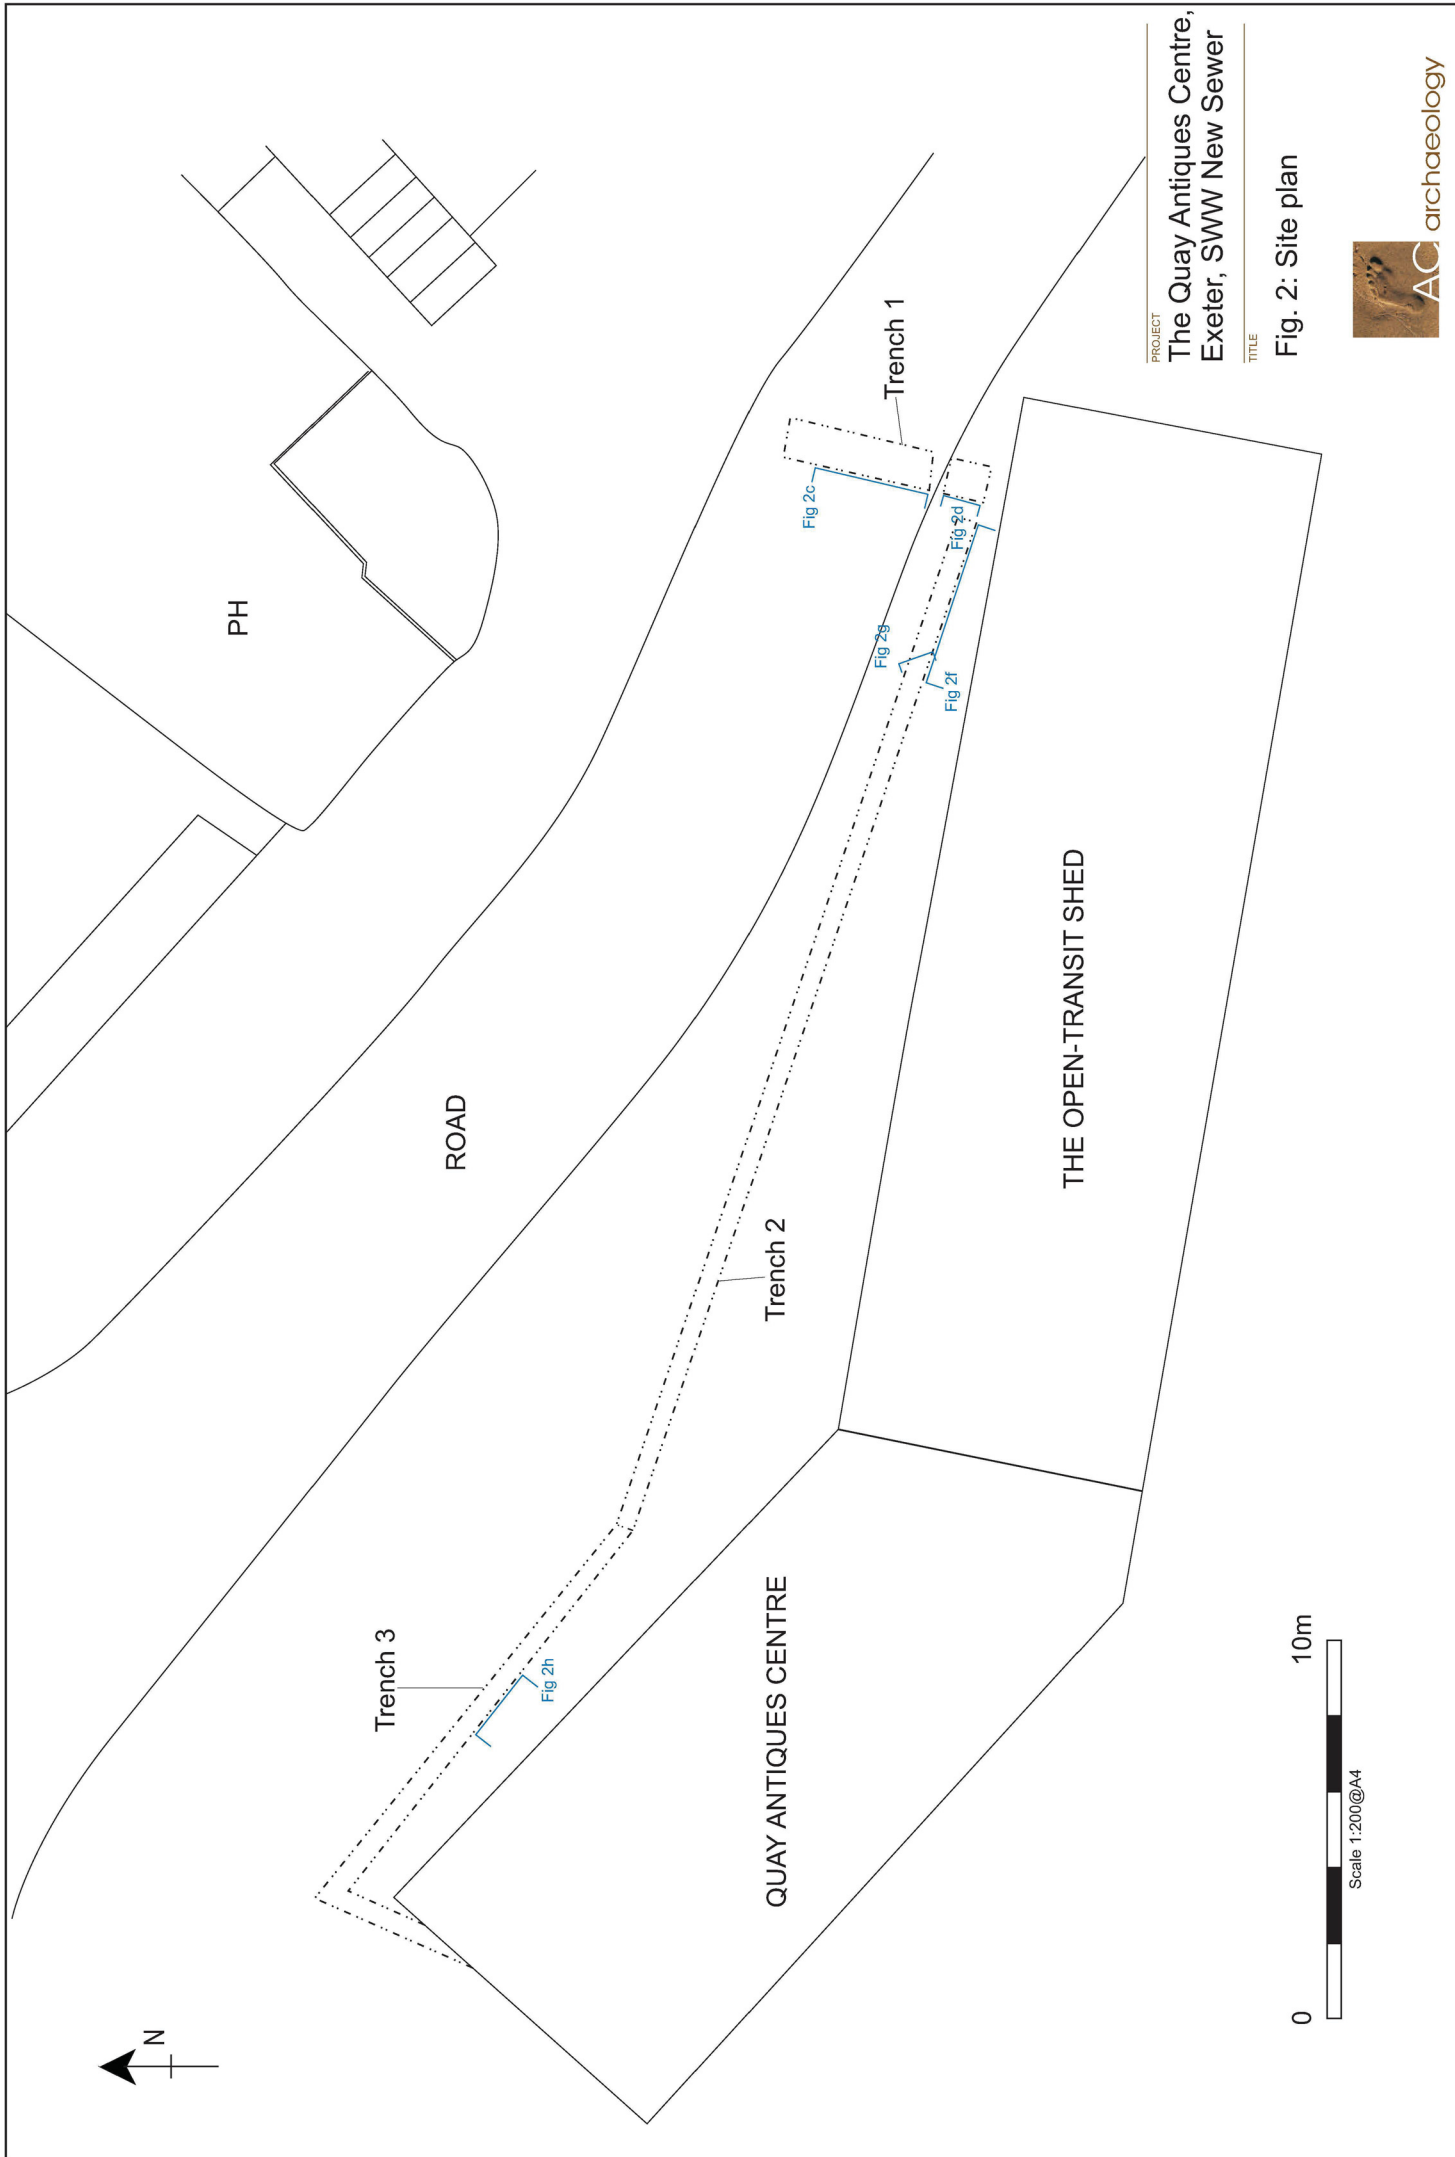 N
PH
ROAD
Trench 3
Fig 2h
Trench 2
Trench 1
Fig 2c
Fig 2d
Fig 2g
Fig 2f
QUAY ANTIQUES CENTRE
THE OPEN-TRANSIT SHED
0
10m
Scale 1:200@A4
PROJECT
The Quay Antiques Centre,
Exeter, SWW New Sewer
TITLE
Fig. 2: Site plan
AC archaeology